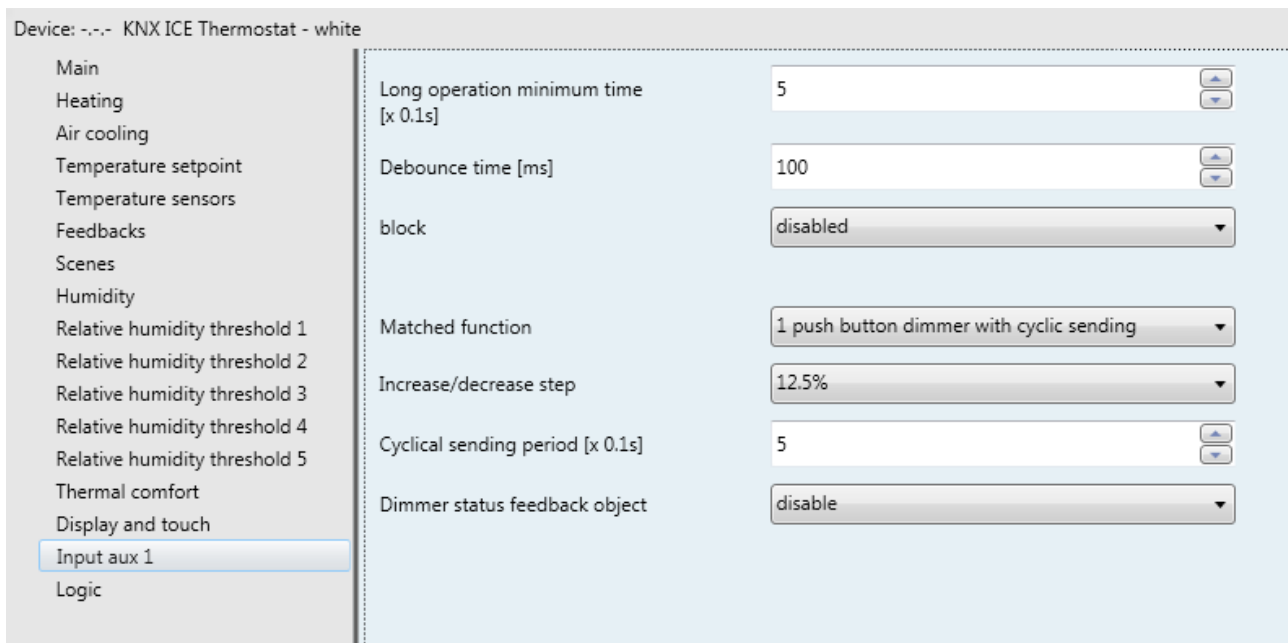 Device: -.-.- KNX ICE Thermostat - white
Main
Heating
Air cooling
Temperature setpoint
Temperature sensors
Feedbacks
Scenes
Humidity
Relative humidity threshold 1
Relative humidity threshold 2
Relative humidity threshold 3
Relative humidity threshold 4
Relative humidity threshold 5
Thermal comfort
Display and touch
Input aux 1
Logic
Long operation minimum time
[x 0.1s]
5
Debounce time [ms]
100
block
disabled
Matched function
1 push button dimmer with cyclic sending
Increase/decrease step
12.5%
Cyclical sending period [x 0.1s]
5
Dimmer status feedback object
disable